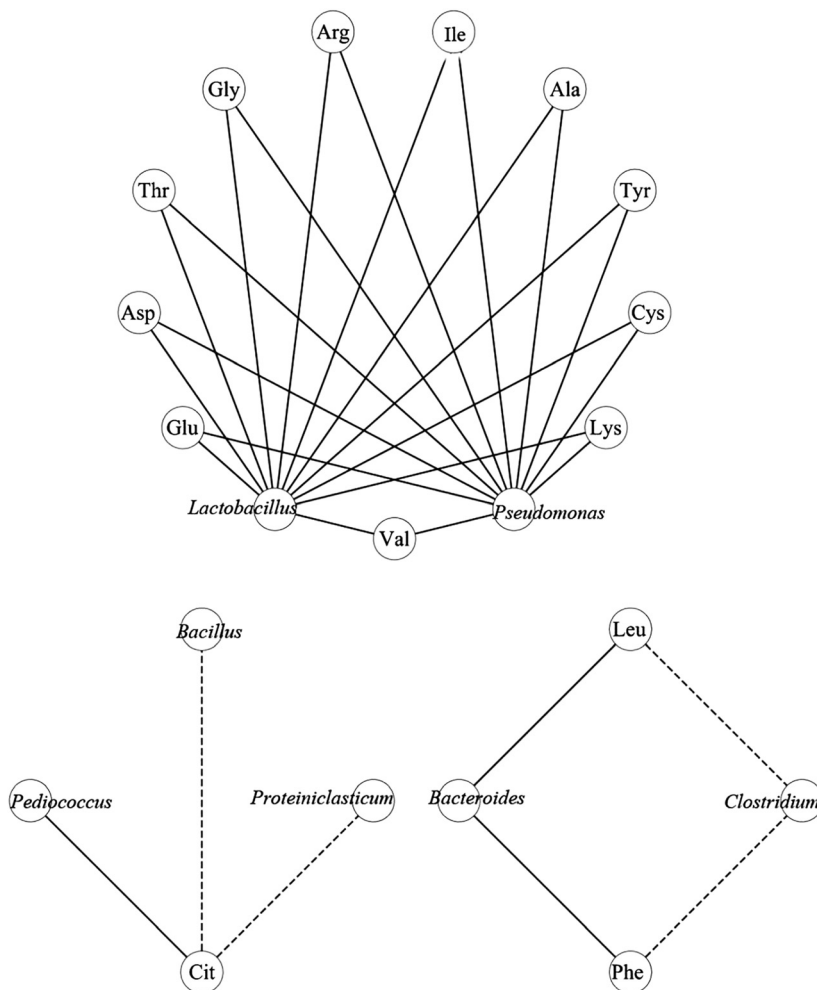 Arg
Ile
Gly
Ala
Thr
Tyr
Asp
Cys
Glu
Lys
Lactobacillus
Pseudomonas
Val
Bacillus
Leu
Pediococcus
Proteiniclasticum
Bacteroides
Clostridium
Cit
Phe